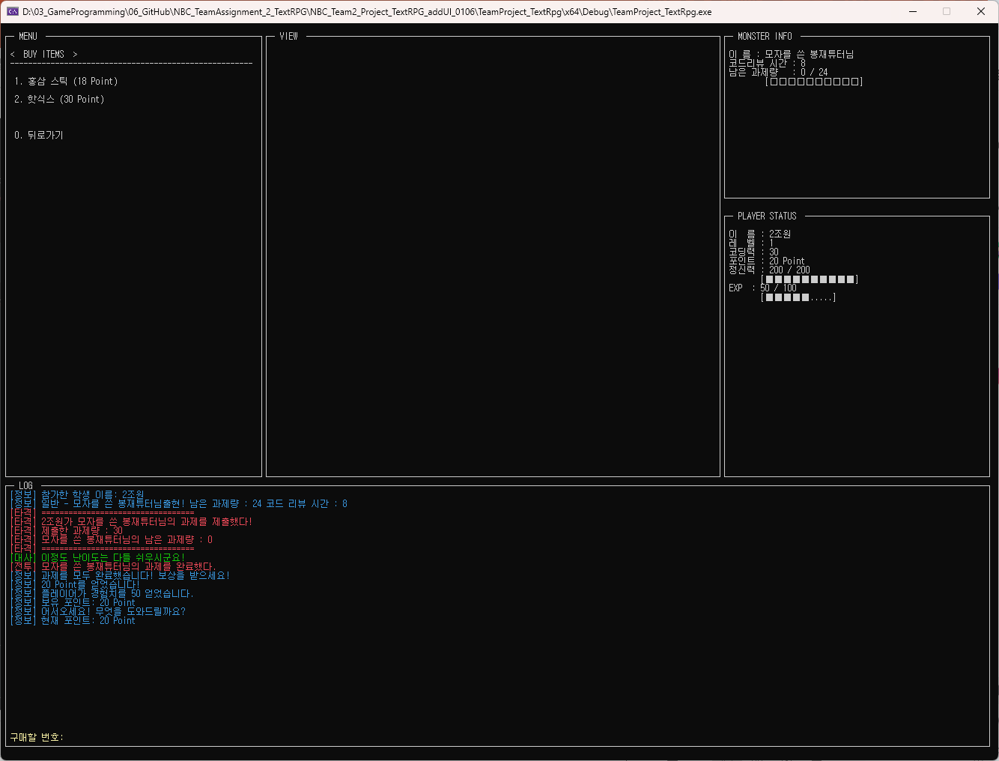 D:\03_GameProgramming\06_GitHub\NBC_TeamAssignment_2_TextRPG\NBC_Team2_Project_TextRPG_addUI_0106\TeamProject_TextRpg\x64\Debug\TeamProject_TextRpg.exe
MENU
< BUY ITEMS >
------------------------------------------------------
1. 홍삼 스틱 (18 Point)
2. 핫식스 (30 Point)
0. 뒤로가기
VIEW
MONSTER INFO
이 름 : 모자를 쓴 봉재튜터님
코드리뷰 시간 : 8
남은 과제량 : 0 / 24
[□□□□□□□□□□]
PLAYER STATUS
이 름 : 2조원
레 벨 : 1
코딩력 : 30
포인트 : 20 Point
정신력 : 200 / 200
[■■■■■■■■■■]
EXP : 50 / 100
[■■■■■.....]
LOG
[정보] 참가한 학생 이름: 2조원
[정보] 일반 - 모자를 쓴 봉재튜터님출현! 남은 과제량 : 24 코드 리뷰 시간 : 8
[타격] ==================================
[타격] 2조원가 모자를 쓴 봉재튜터님의 과제를 제출했다!
[타격] 제출한 과제량 : 30
[타격] 모자를 쓴 봉재튜터님의 남은 과제량 : 0
[타격] ==================================
[대사] 이정도 난이도는 다들 쉬우시군요!
[전투] 모자를 쓴 봉재튜터님의 과제를 완료했다.
[정보] 과제를 모두 완료했습니다! 보상을 받으세요!
[정보] 20 Point를 얻었습니다!
[정보] 플레이어가 경험치를 50 얻었습니다.
[정보] 보유 포인트: 20 Point
[정보] 어서오세요! 무엇을 도와드릴까요?
[정보] 현재 포인트: 20 Point
구매할 번호: